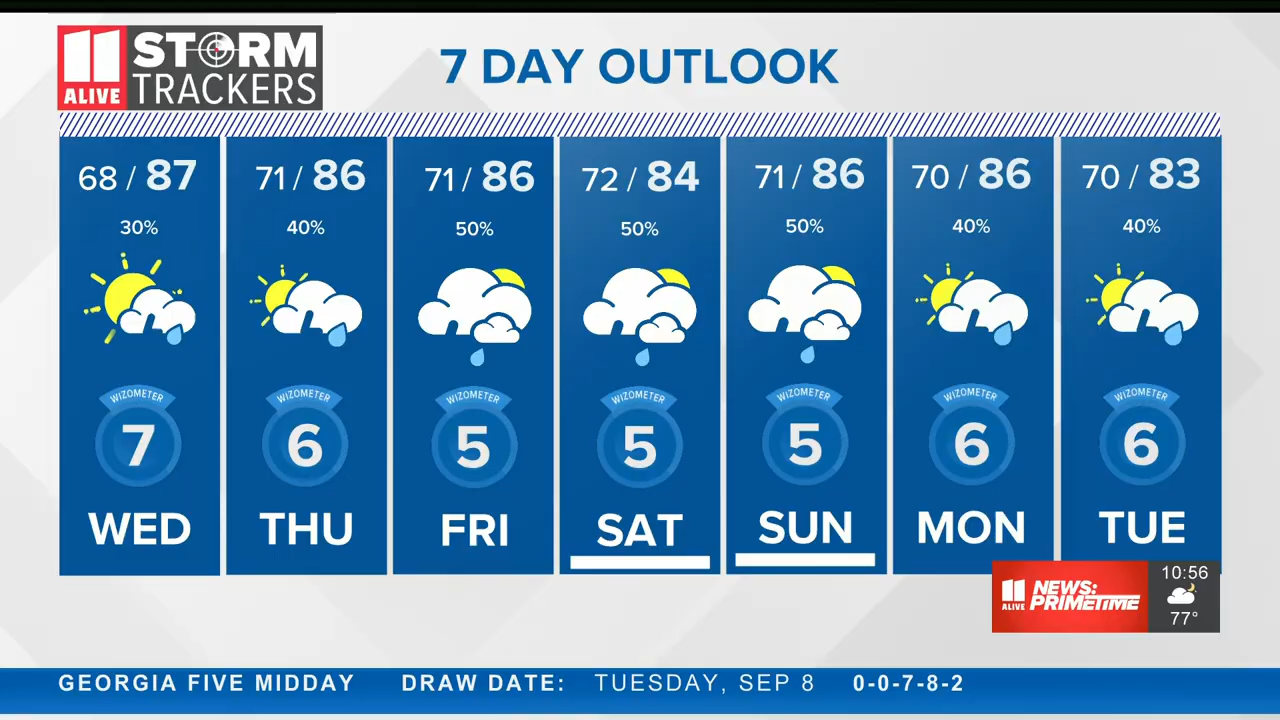 11 ALIVE STORM TRACKERS
7 DAY OUTLOOK
68 / 87
71 / 86
71 / 86
72 / 84
71 / 86
70 / 86
70 / 83
30%
40%
50%
50%
50%
40%
40%
WIZOMETER
WIZOMETER
WIZOMETER
WIZOMETER
WIZOMETER
WIZOMETER
WIZOMETER
7
6
5
5
5
6
6
WED
THU
FRI
SAT
SUN
MON
TUE
11 ALIVE NEWS: PRIMETIME
10:56
77°
GEORGIA FIVE MIDDAY DRAW DATE: TUESDAY, SEP 8 0-0-7-8-2